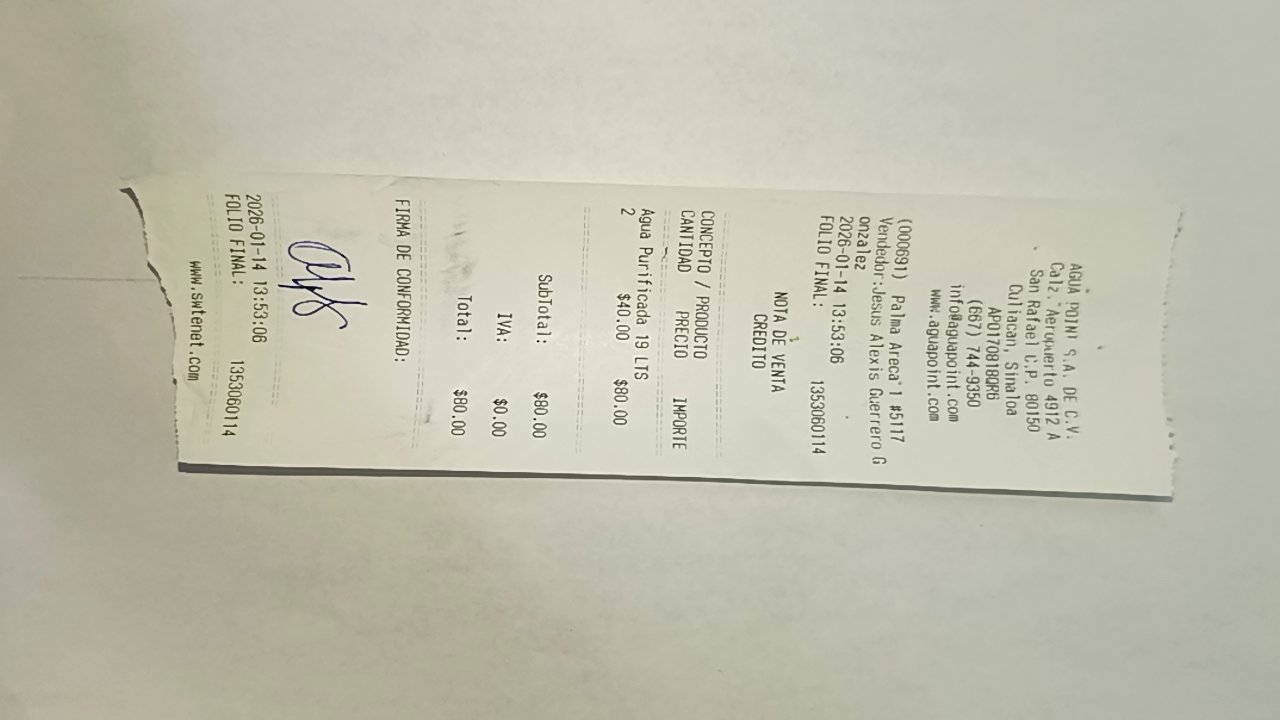 AGUA POINT S.A. DE C.V.
Calz. Aeropuerto 4912 A
San Rafael C.P. 80150
Culiacan, Sinaloa
APO170818QR6
(667) 744-9350
info@aguapoint.com
www.aguapoint.com
(000691) Palma Areca 1 #5117
Vendedor:Jesus Alexis Guerrero G
onzalez
2026-01-14 13:53:06
FOLIO FINAL: 1353060114
NOTA DE VENTA
CREDITO
CONCEPTO / PRODUCTO
CANTIDAD PRECIO IMPORTE
Agua Purificada 19 LTS
2 $40.00 $80.00
SubTotal: $80.00
IVA: $0.00
Total: $80.00
FIRMA DE CONFORMIDAD:
2026-01-14 13:53:06
FOLIO FINAL: 1353060114
www.swtenet.com